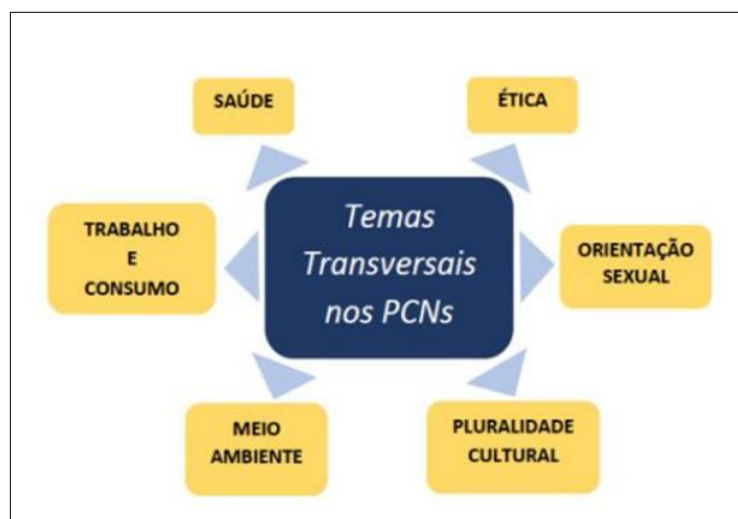 SAÚDE
ÉTICA
Temas
Transversais
nos PCNs
TRABALHO
E
CONSUMO
ORIENTAÇÃO
SEXUAL
MEIO
AMBIENTE
PLURALIDADE
CULTURAL